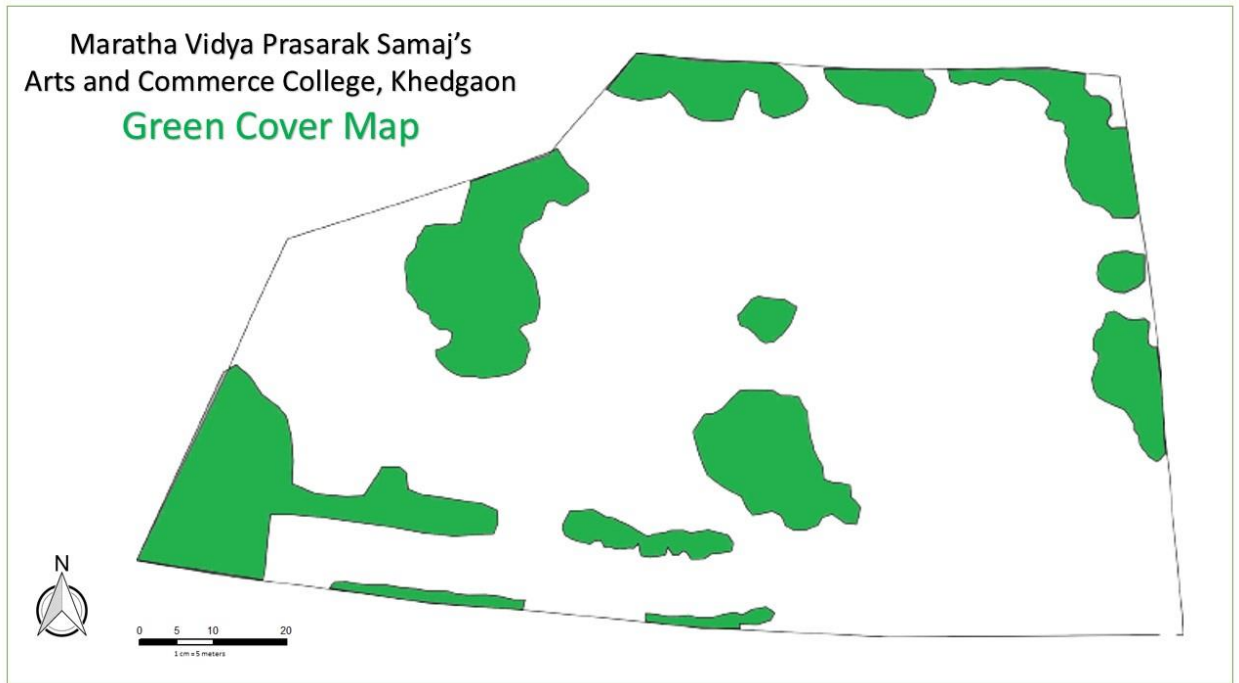 Maratha Vidya Prasarak Samaj's
Arts and Commerce College, Khedgaon
Green Cover Map
N
0 5 10 20
1 cm = 5 meters